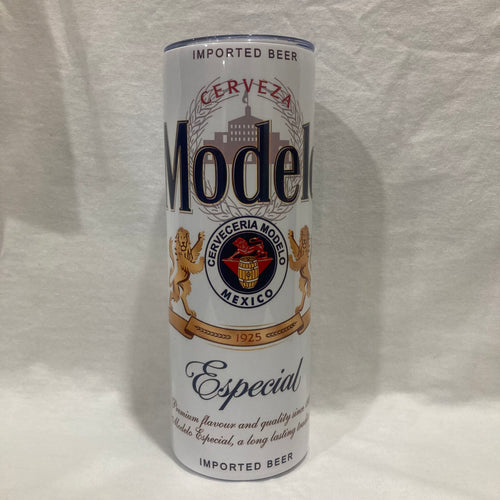 IMPORTED BEER
CERVEZA
Model
CERVECERIA MODELO
MEXICO
1925
Especial
Premium flavour and quality since
Modelo Especial, a long lasting
IMPORTED BEER